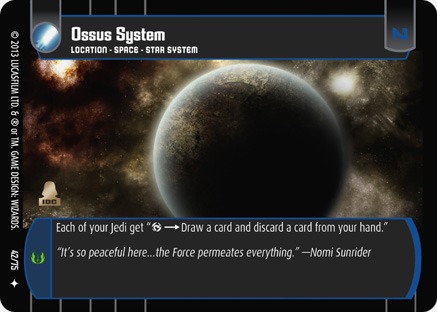 Ossus System
LOCATION - SPACE - STAR SYSTEM
IDC
Each of your Jedi get “ → Draw a card and discard a card from your hand.”
“It’s so peaceful here...the Force permeates everything.” —Nomi Sunrider
© 2013 LUCASFILM LTD. & ® or TM. GAME DESIGN: WIZARDS.
42/75